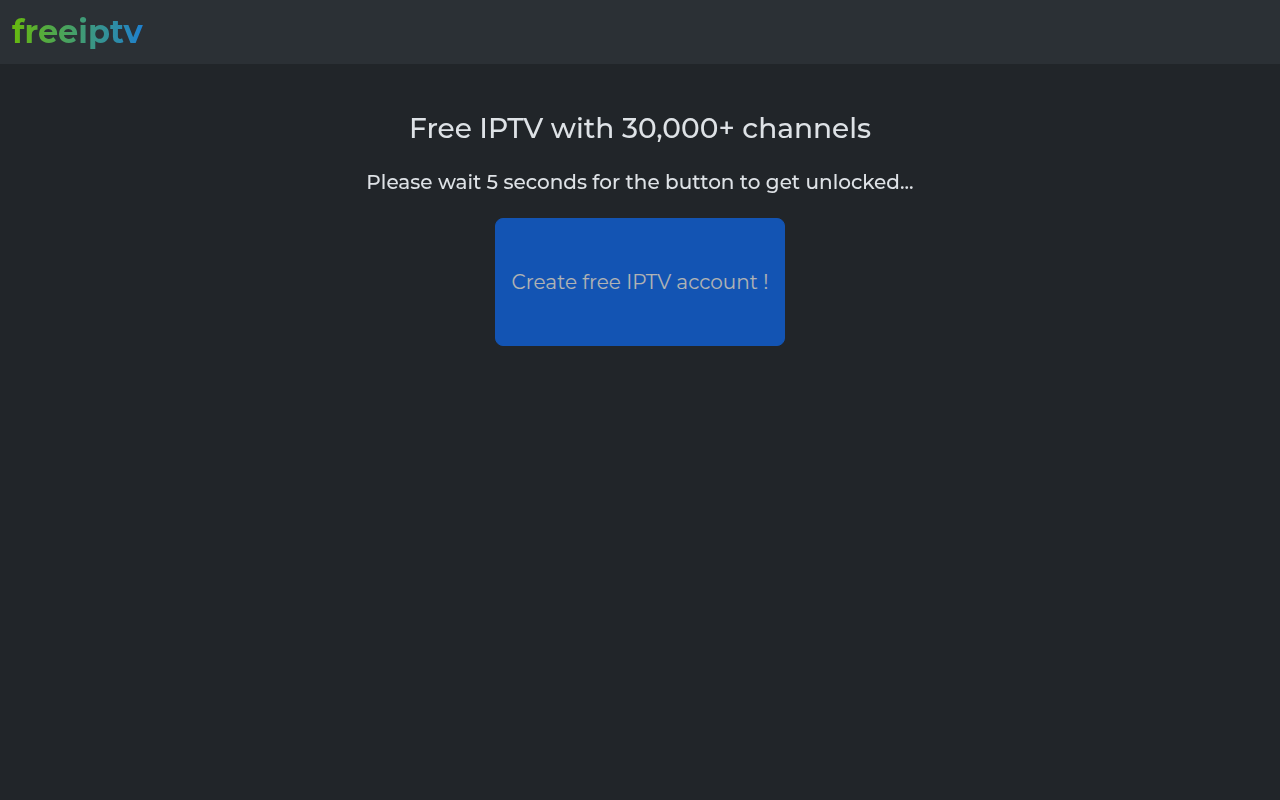 freeiptv
Free IPTV with 30,000+ channels
Please wait 5 seconds for the button to get unlocked...
Create free IPTV account !